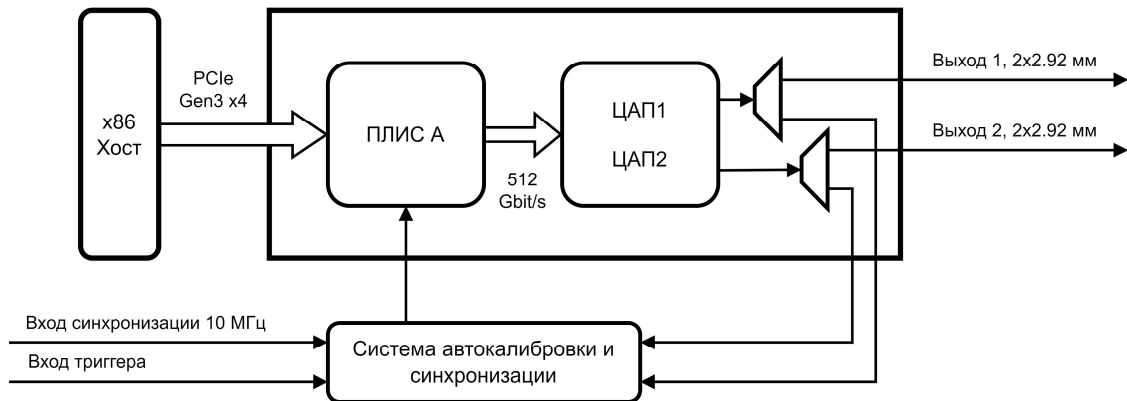 x86
Хост
PCIe
Gen3 x4
ПЛИС А
512
Gbit/s
ЦАП1
ЦАП2
Выход 1, 2x2.92 мм
Выход 2, 2x2.92 мм
Вход синхронизации 10 МГц
Вход триггера
Система автокалибровки и
синхронизации